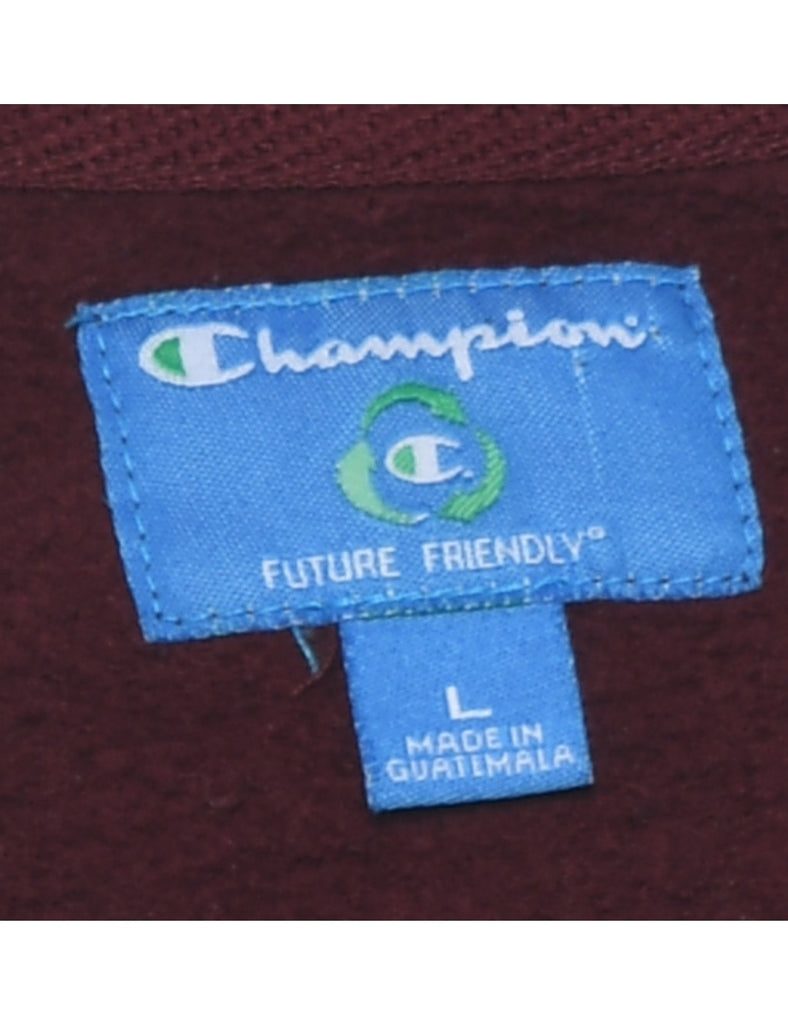 Champion
C
FUTURE FRIENDLY®
L
MADE IN
GUATEMALA